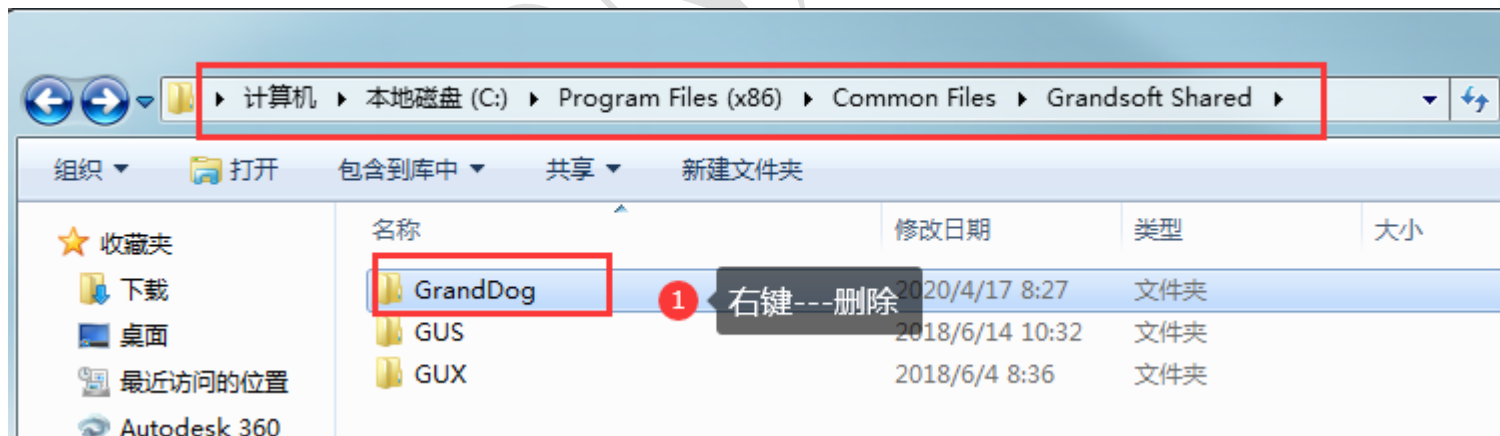 计算机 ▸ 本地磁盘 (C:) ▸ Program Files (x86) ▸ Common Files ▸ Grandsoft Shared ▸
组织 打开 包含到库中 共享 新建文件夹
收藏夹 名称 修改日期 类型 大小
下载 GrandDog 1 右键---删除 2020/4/17 8:27 文件夹
桌面 GUS 2018/6/14 10:32 文件夹
最近访问的位置 GUX 2018/6/4 8:36 文件夹
Autodesk 360